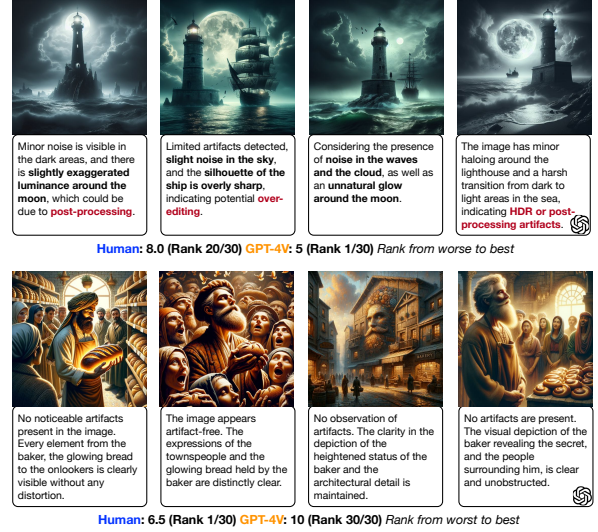 Minor noise is visible in
the dark areas, and there
is slightly exaggerated
luminance around the
moon, which could be
due to post-processing.
Limited artifacts detected,
slight noise in the sky,
and the silhouette of the
ship is overly sharp,
indicating potential over-
editing.
Considering the presence
of noise in the waves
and the cloud, as well as
an unnatural glow
around the moon.
The image has minor
haloing around the
lighthouse and a harsh
transition from dark to
light areas in the sea,
indicating HDR or post-
processing artifacts.
Human: 8.0 (Rank 20/30) GPT-4V: 5 (Rank 1/30) Rank from worse to best
No noticeable artifacts
present in the image.
Every element from the
baker, the glowing bread
to the onlookers is clearly
visible without any
distortion.
The image appears
artifact-free. The
expressions of the
townspeople and the
glowing bread held by the
baker are distinctly clear.
No observation of
artifacts. The clarity in the
depiction of the
heightened status of the
baker and the
architectural detail is
maintained.
No artifacts are present.
The visual depiction of the
baker revealing the secret,
and the people
surrounding him, is clear
and unobstructed.
Human: 6.5 (Rank 1/30) GPT-4V: 10 (Rank 30/30) Rank from worst to best